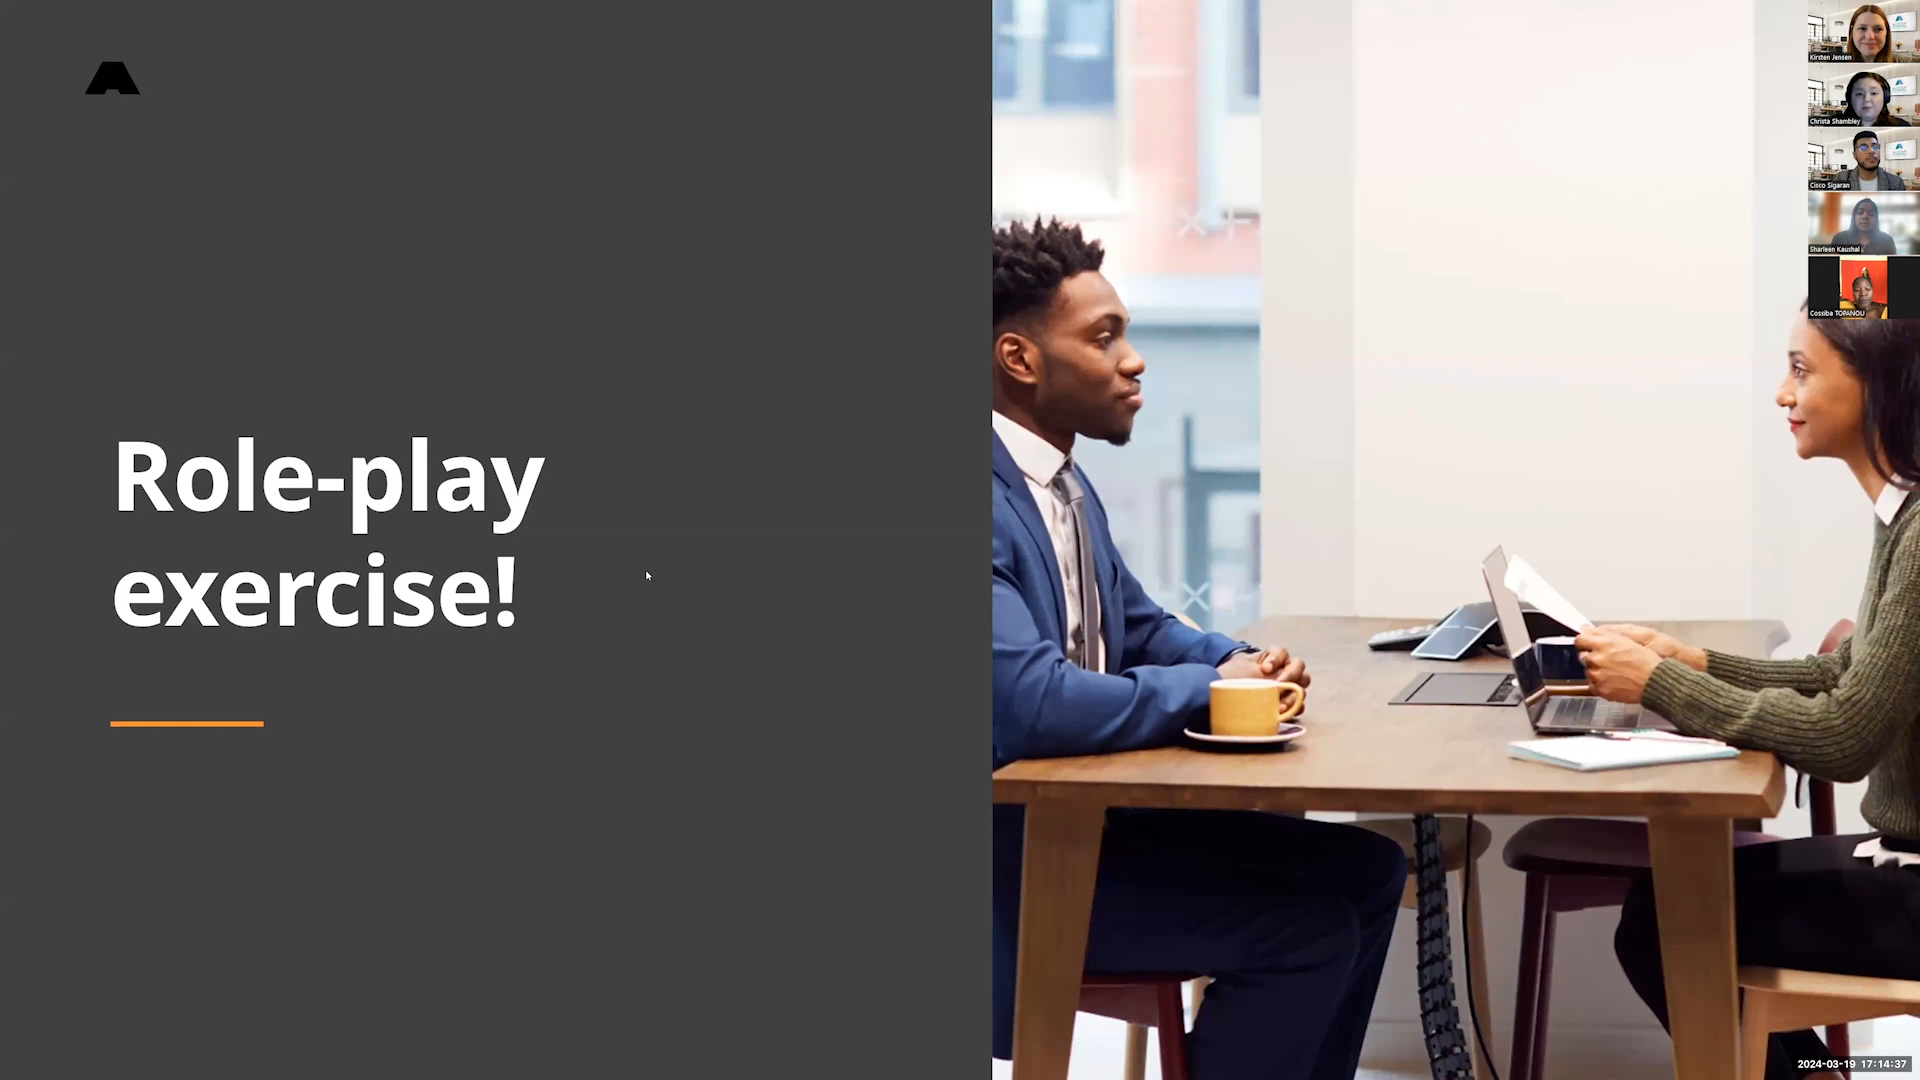 Role-play
exercise!
Kirsten Jensen
Christa Shambley
Cisco Sigaran
Sharleen Kaushal
Cossiba TOPANOU
2024-03-19 17:14:37